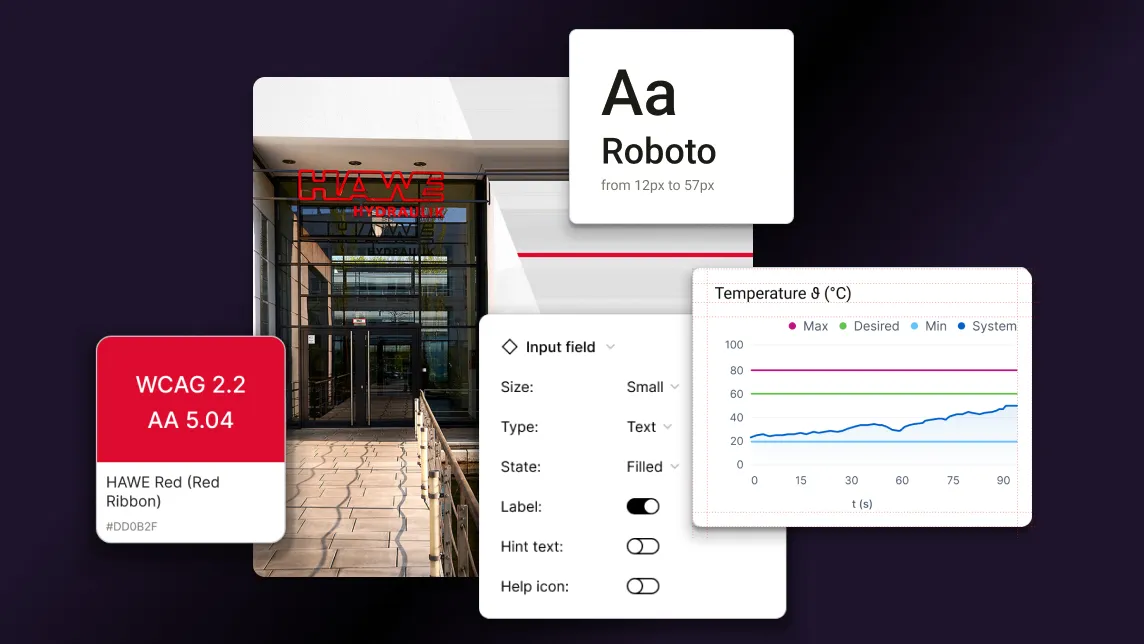 Aa
Roboto
from 12px to 57px
HAWE
HYDRAULIK
Temperature ϑ (°C)
Max Desired Min System
100
80
60
40
20
0
0 15 30 60 75 90
t (s)
WCAG 2.2
AA 5.04
HAWE Red (Red
Ribbon)
#DD0B2F
Input field
Size: Small
Type: Text
State: Filled
Label:
Hint text:
Help icon: